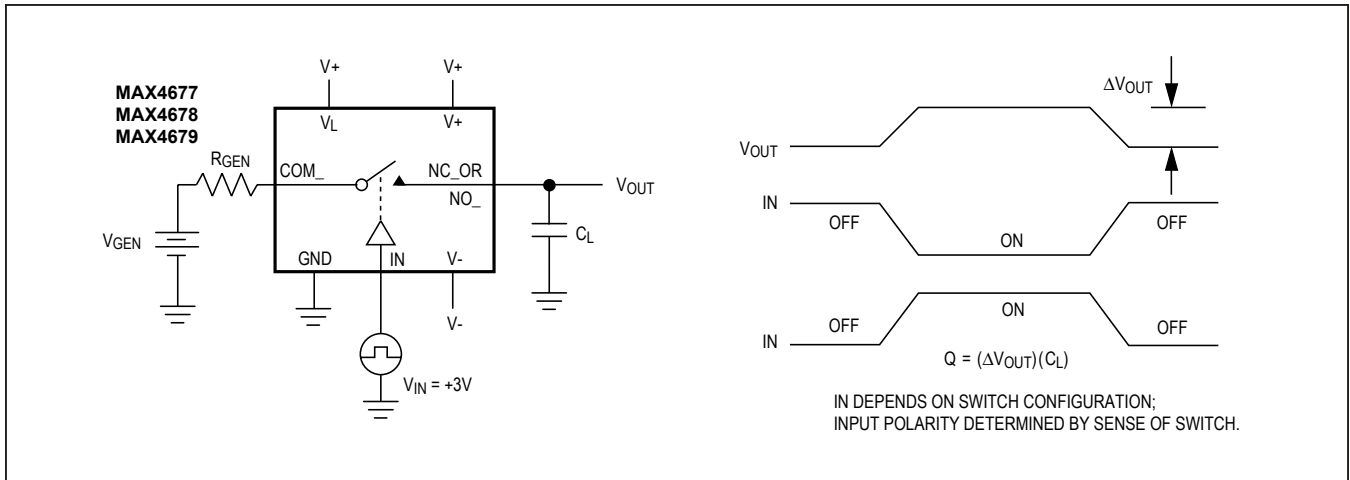 MAX4677
MAX4678
MAX4679
V+
V+
VL
V+
RGEN
COM_
NC_OR
NO_
VOUT
VGEN
CL
GND
IN
V-
V-
VIN = +3V
ΔVOUT
VOUT
IN
OFF
ON
OFF
IN
OFF
ON
OFF
Q = (ΔVOUT)(CL)
IN DEPENDS ON SWITCH CONFIGURATION;
INPUT POLARITY DETERMINED BY SENSE OF SWITCH.